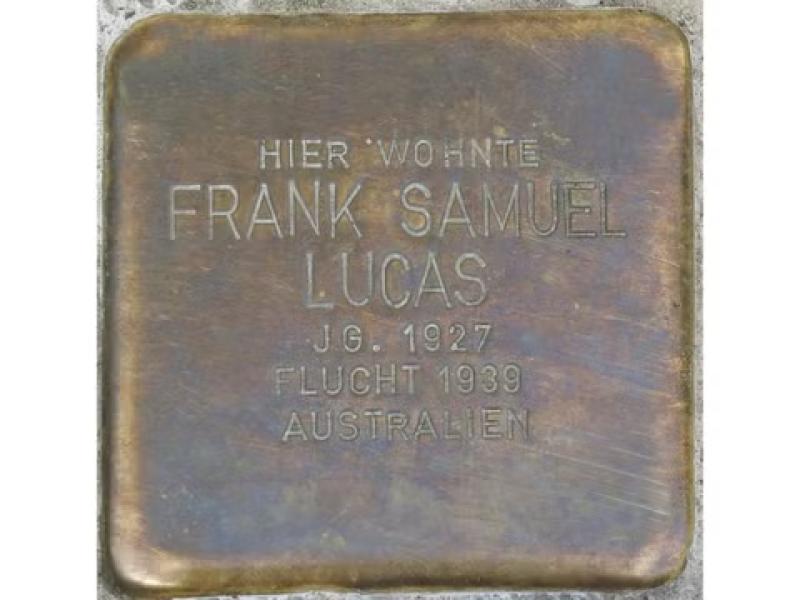 HIER WOHNTE
FRANK SAMUEL
LUCAS
JG. 1927
FLUCHT 1939
AUSTRALIEN